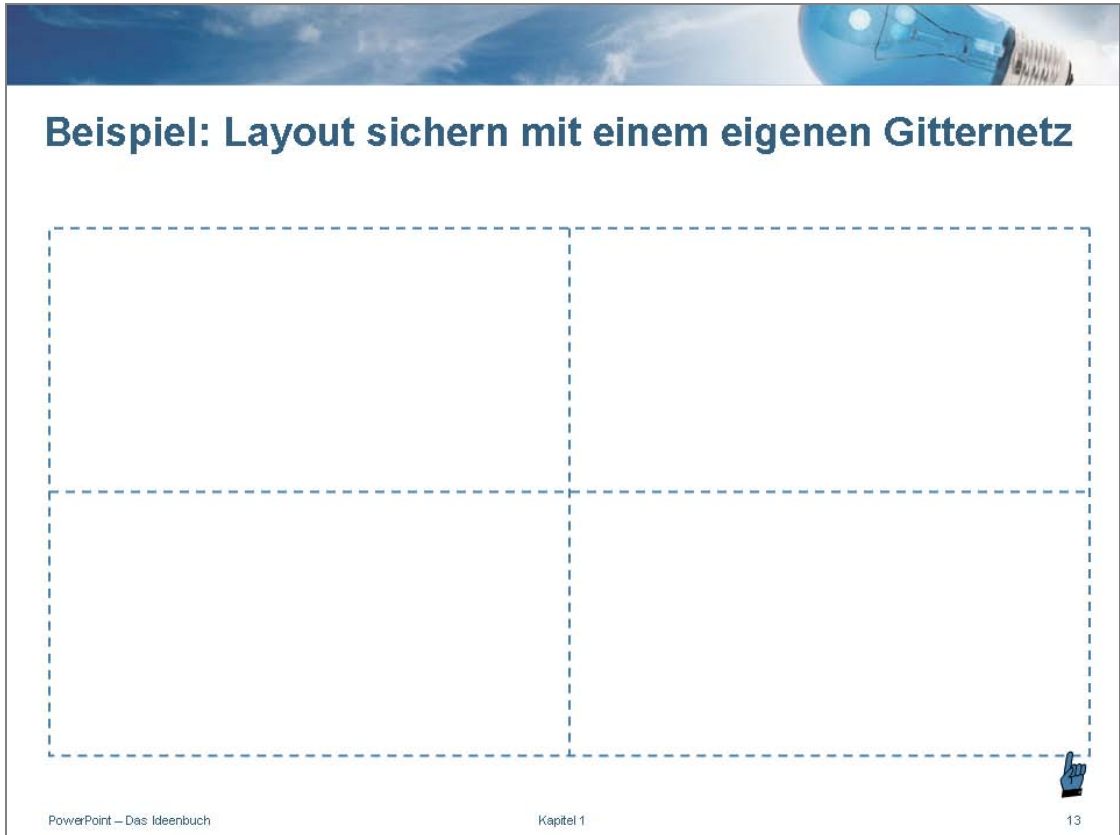 Beispiel: Layout sichern mit einem eigenen Gitternetz
PowerPoint – Das Ideenbuch
Kapitel 1
13